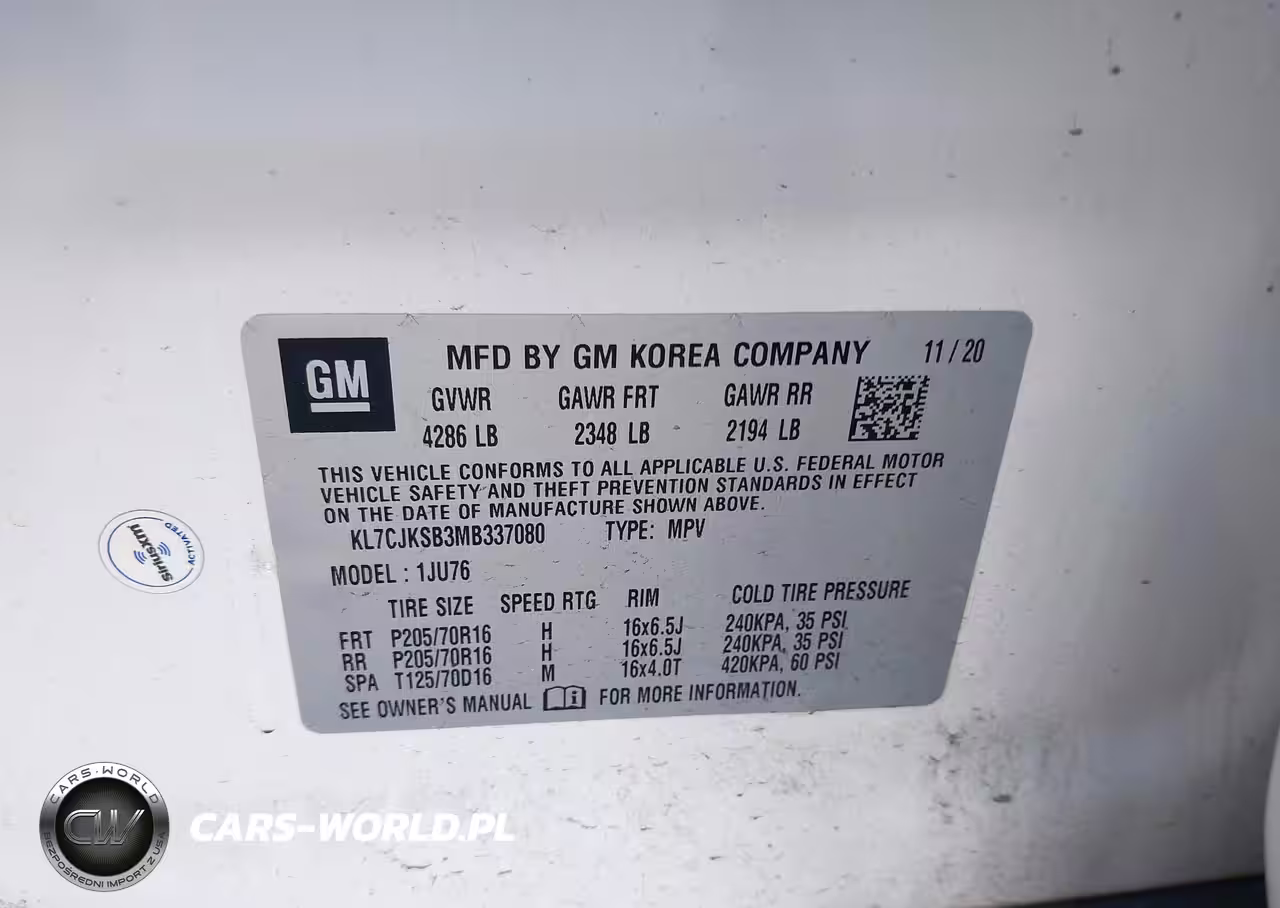 GM
MFD BY GM KOREA COMPANY 11/20
GVWR GAWR FRT GAWR RR
4286 LB 2348 LB 2194 LB
THIS VEHICLE CONFORMS TO ALL APPLICABLE U.S. FEDERAL MOTOR
VEHICLE SAFETY AND THEFT PREVENTION STANDARDS IN EFFECT
ON THE DATE OF MANUFACTURE SHOWN ABOVE.
KL7CJKSB3MB337080 TYPE: MPV
MODEL : 1JU76
TIRE SIZE SPEED RTG RIM COLD TIRE PRESSURE
FRT P205/70R16 H 16x6.5J 240KPA, 35 PSI
RR P205/70R16 H 16x6.5J 240KPA, 35 PSI
SPA T125/70D16 M 16x4.0T 420KPA, 60 PSI
SEE OWNER'S MANUAL FOR MORE INFORMATION.
siriusxm
ACTIVATED
CARS-WORLD
CW
BEZPOŚREDNI IMPORT Z USA
CARS-WORLD.PL